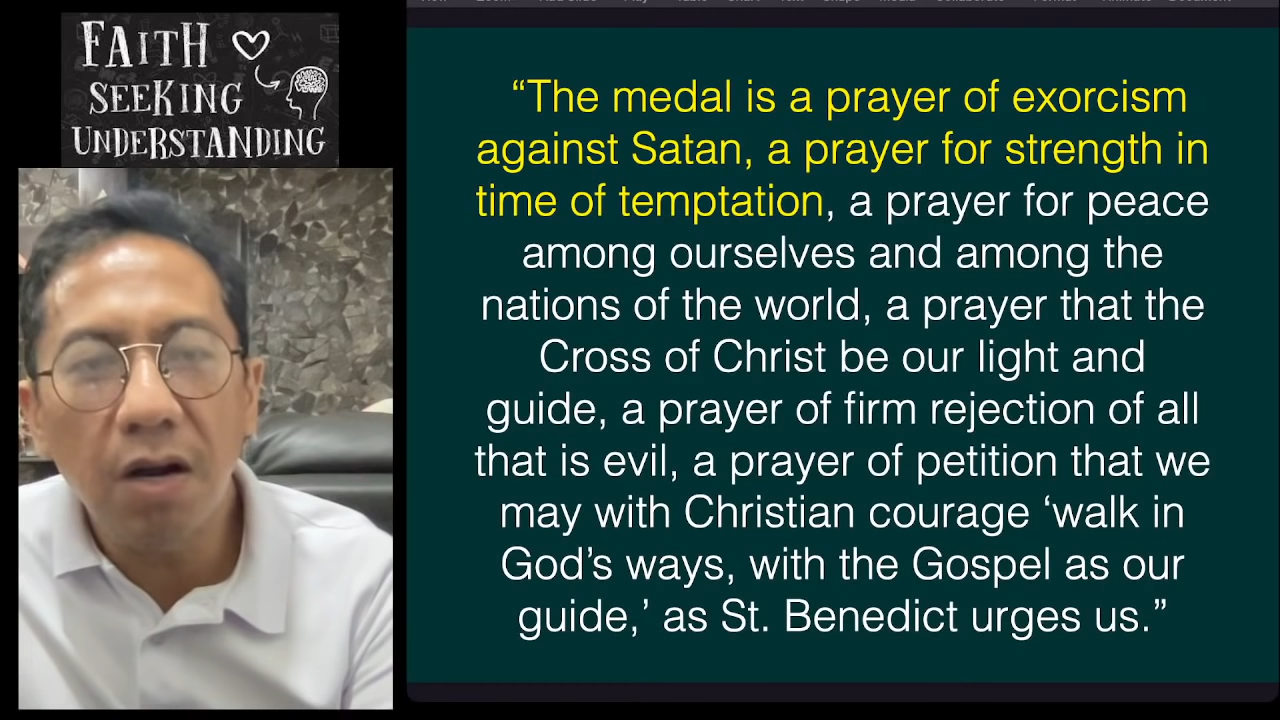 FAITH
SEEKING
UNDERSTANDING
“The medal is a prayer of exorcism
against Satan, a prayer for strength in
time of temptation, a prayer for peace
among ourselves and among the
nations of the world, a prayer that the
Cross of Christ be our light and
guide, a prayer of firm rejection of all
that is evil, a prayer of petition that we
may with Christian courage ‘walk in
God’s ways, with the Gospel as our
guide,’ as St. Benedict urges us.”